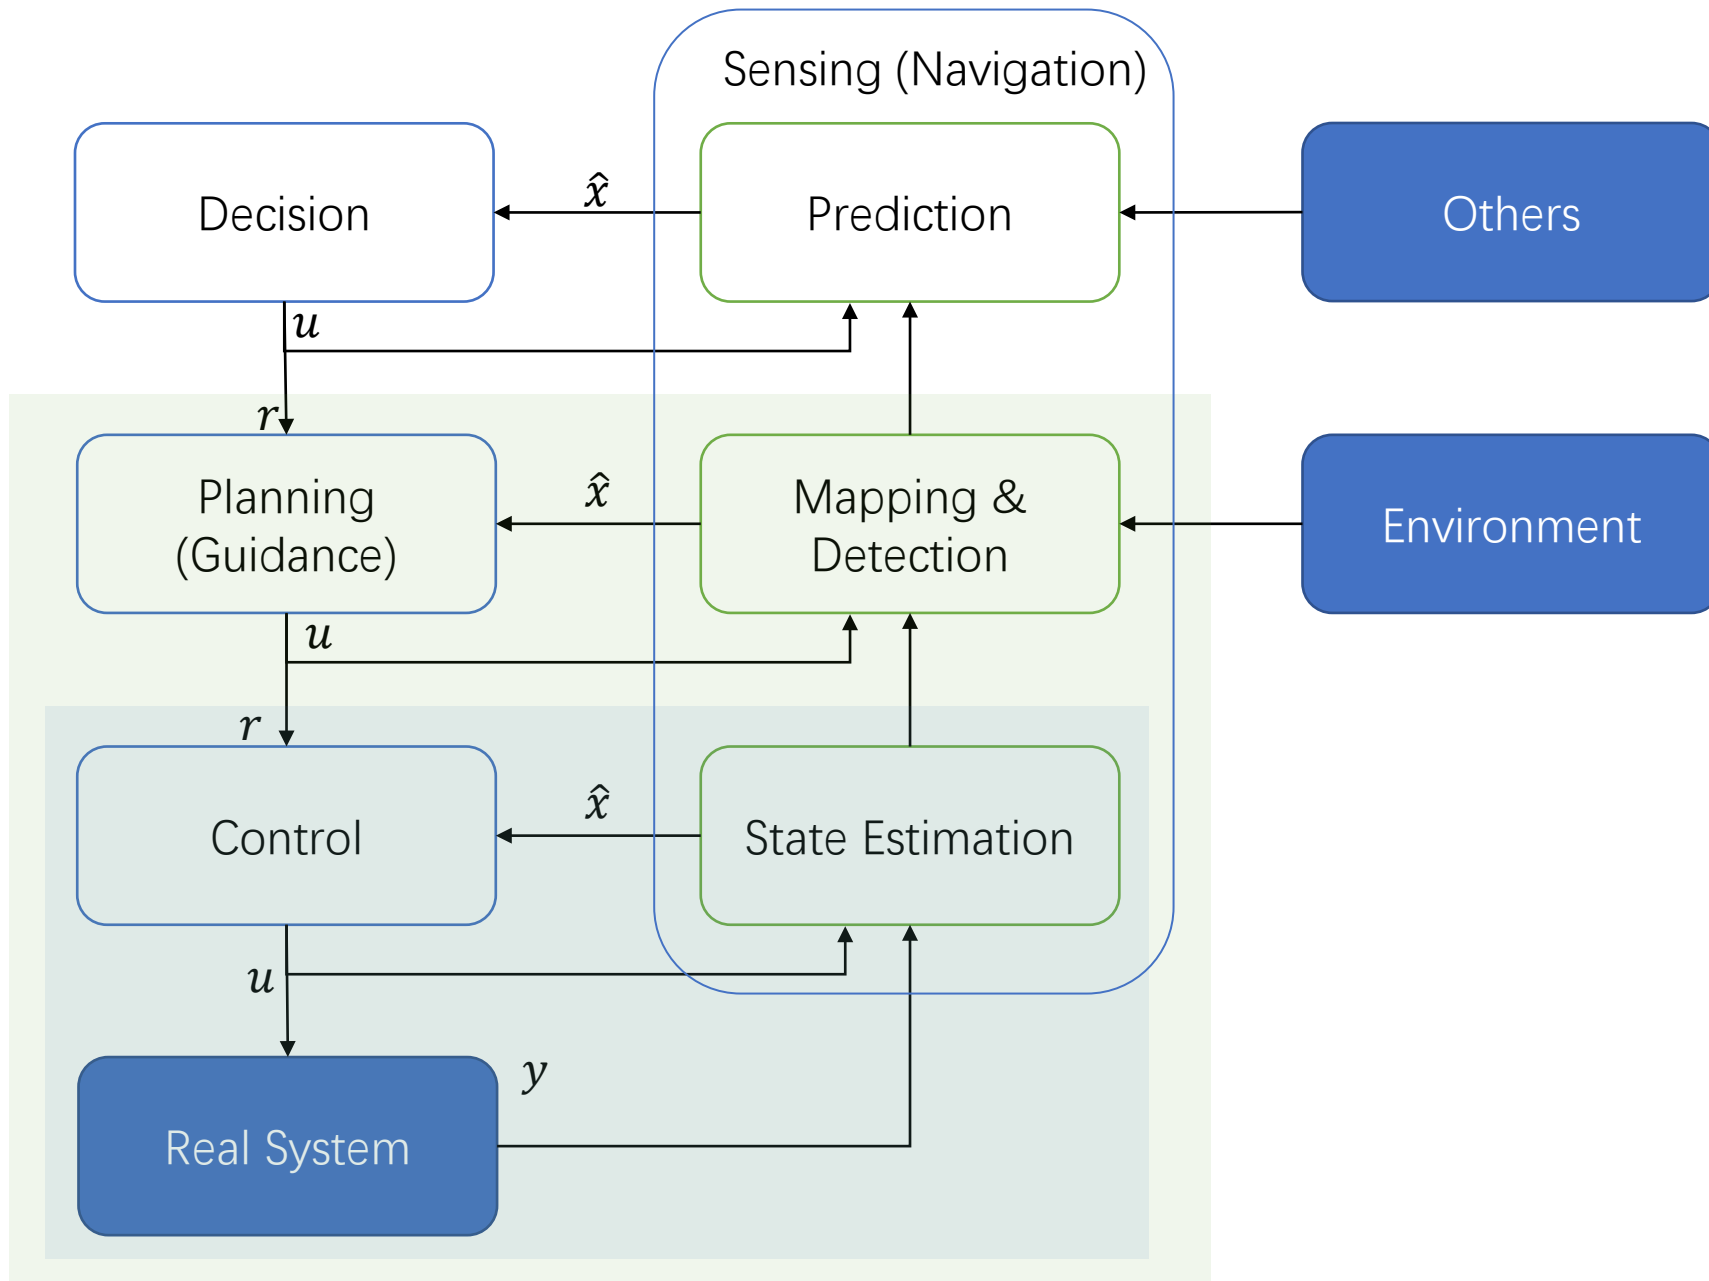 Sensing (Navigation)
Decision
x̂
Prediction
Others
u
r
Planning
(Guidance)
x̂
Mapping &
Detection
Environment
u
r
Control
x̂
State Estimation
u
Real System
y